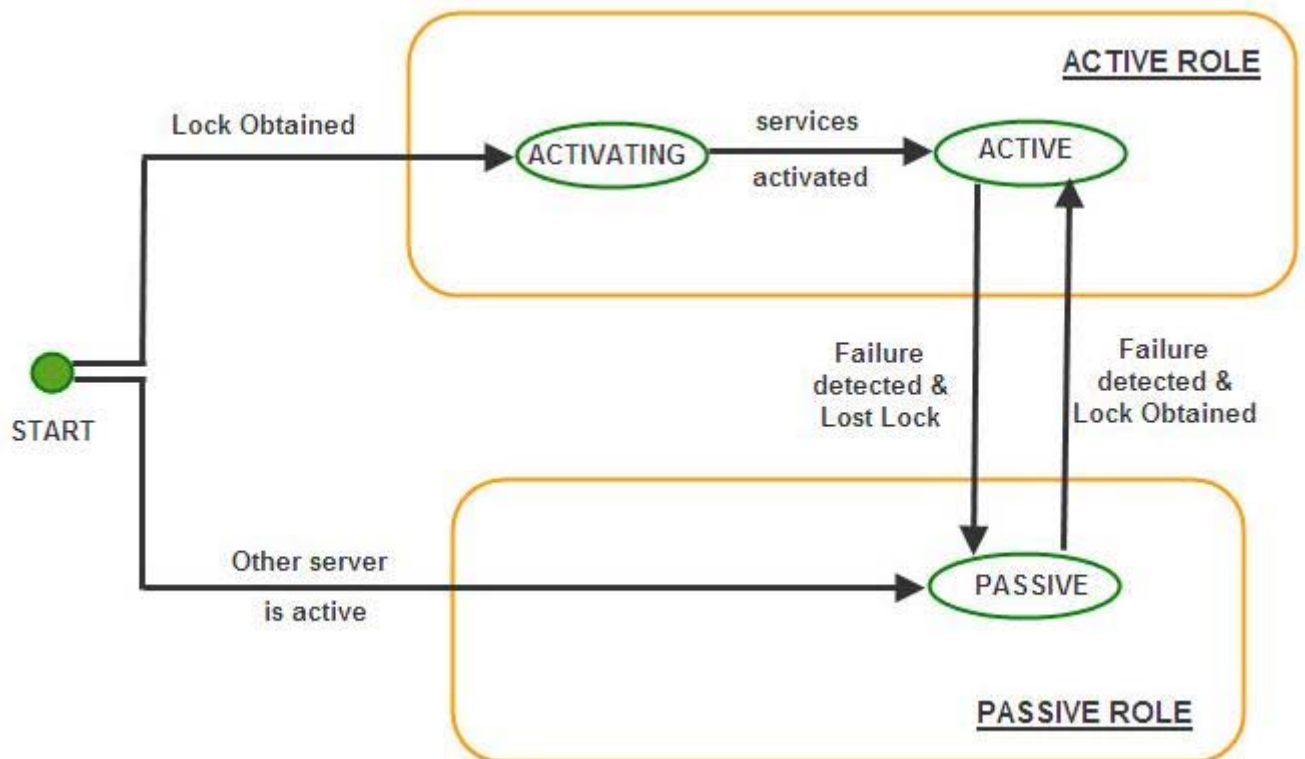 ACTIVE ROLE
Lock Obtained
services
ACTIVATING
ACTIVE
activated
Failure
detected &
Lost Lock
Failure
detected &
Lock Obtained
START
Other server
is active
PASSIVE
PASSIVE ROLE